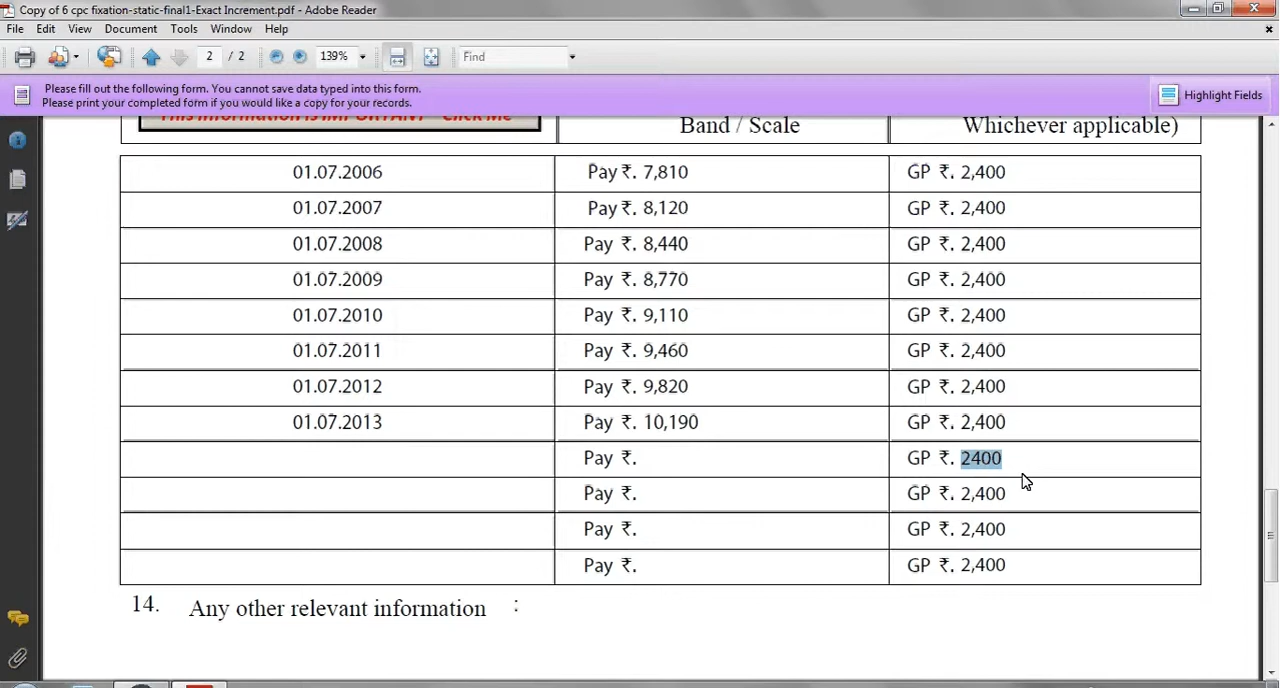 Copy of 6 cpc fixation-static-final1-Exact Increment.pdf - Adobe Reader
File Edit View Document Tools Window Help
2 / 2 139% Find
Please fill out the following form. You cannot save data typed into this form.
Please print your completed form if you would like a copy for your records.
Highlight Fields
This Information is IMPORTANT - Click Me
Band / Scale Whichever applicable)
01.07.2006 Pay ₹. 7,810 GP ₹. 2,400
01.07.2007 Pay ₹. 8,120 GP ₹. 2,400
01.07.2008 Pay ₹. 8,440 GP ₹. 2,400
01.07.2009 Pay ₹. 8,770 GP ₹. 2,400
01.07.2010 Pay ₹. 9,110 GP ₹. 2,400
01.07.2011 Pay ₹. 9,460 GP ₹. 2,400
01.07.2012 Pay ₹. 9,820 GP ₹. 2,400
01.07.2013 Pay ₹. 10,190 GP ₹. 2,400
Pay ₹. GP ₹. 2400
Pay ₹. GP ₹. 2,400
Pay ₹. GP ₹. 2,400
Pay ₹. GP ₹. 2,400
14. Any other relevant information :